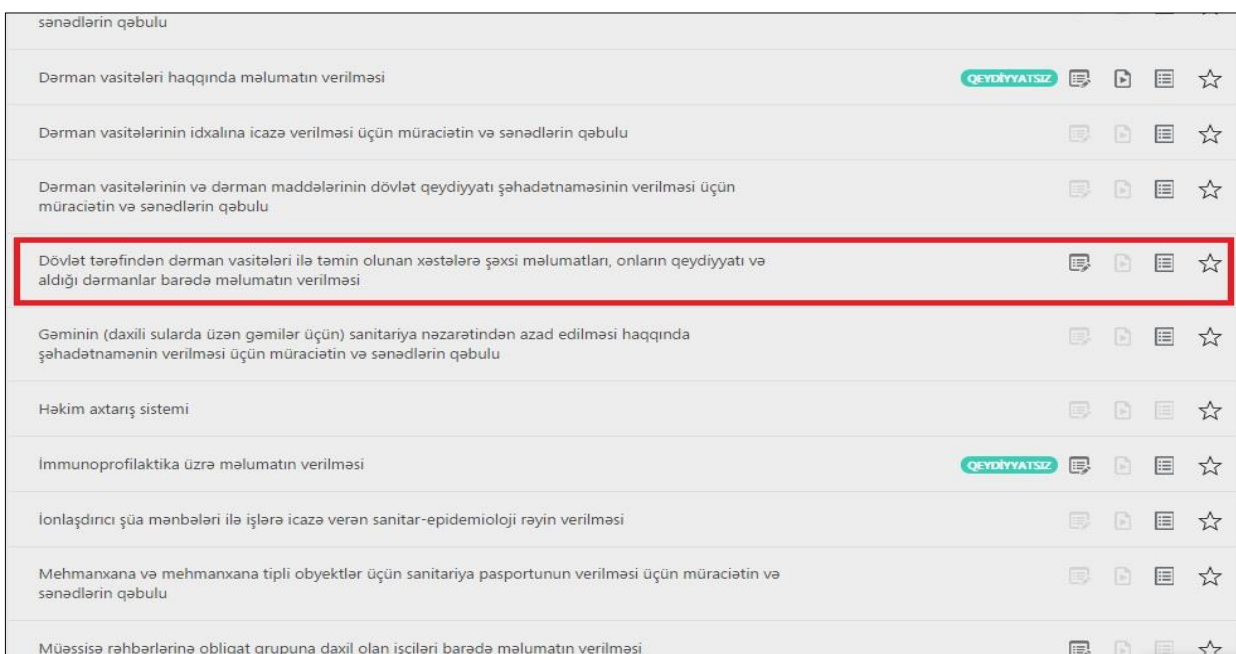 sənədlərin qəbulu
Dərman vasitələri haqqında məlumatın verilməsi
QEYDİYYATSIZ
Dərman vasitələrinin idxalına icazə verilməsi üçün müraciətin və sənədlərin qəbulu
Dərman vasitələrinin və dərman maddələrinin dövlət qeydiyyatı şəhadətnaməsinin verilməsi üçün
müraciətin və sənədlərin qəbulu
Dövlət tərəfindən dərman vasitələri ilə təmin olunan xəstələrə şəxsi məlumatları, onların qeydiyyatı və
aldığı dərmanlar barədə məlumatın verilməsi
Gəminin (daxili sularda üzən gəmilər üçün) sanitariya nəzarətindən azad edilməsi haqqında
şəhadətnamənin verilməsi üçün müraciətin və sənədlərin qəbulu
Həkim axtarış sistemi
İmmunoprofilaktika üzrə məlumatın verilməsi
QEYDİYYATSIZ
İonlaşdırıcı şüa mənbələri ilə işlərə icazə verən sanitar-epidemioloji rəyin verilməsi
Mehmanxana və mehmanxana tipli obyektlər üçün sanitariya pasportunun verilməsi üçün müraciətin və
sənədlərin qəbulu
Müəssisə rəhbərlərinə obliqat qrupuna daxil olan işçiləri barədə məlumatın verilməsi